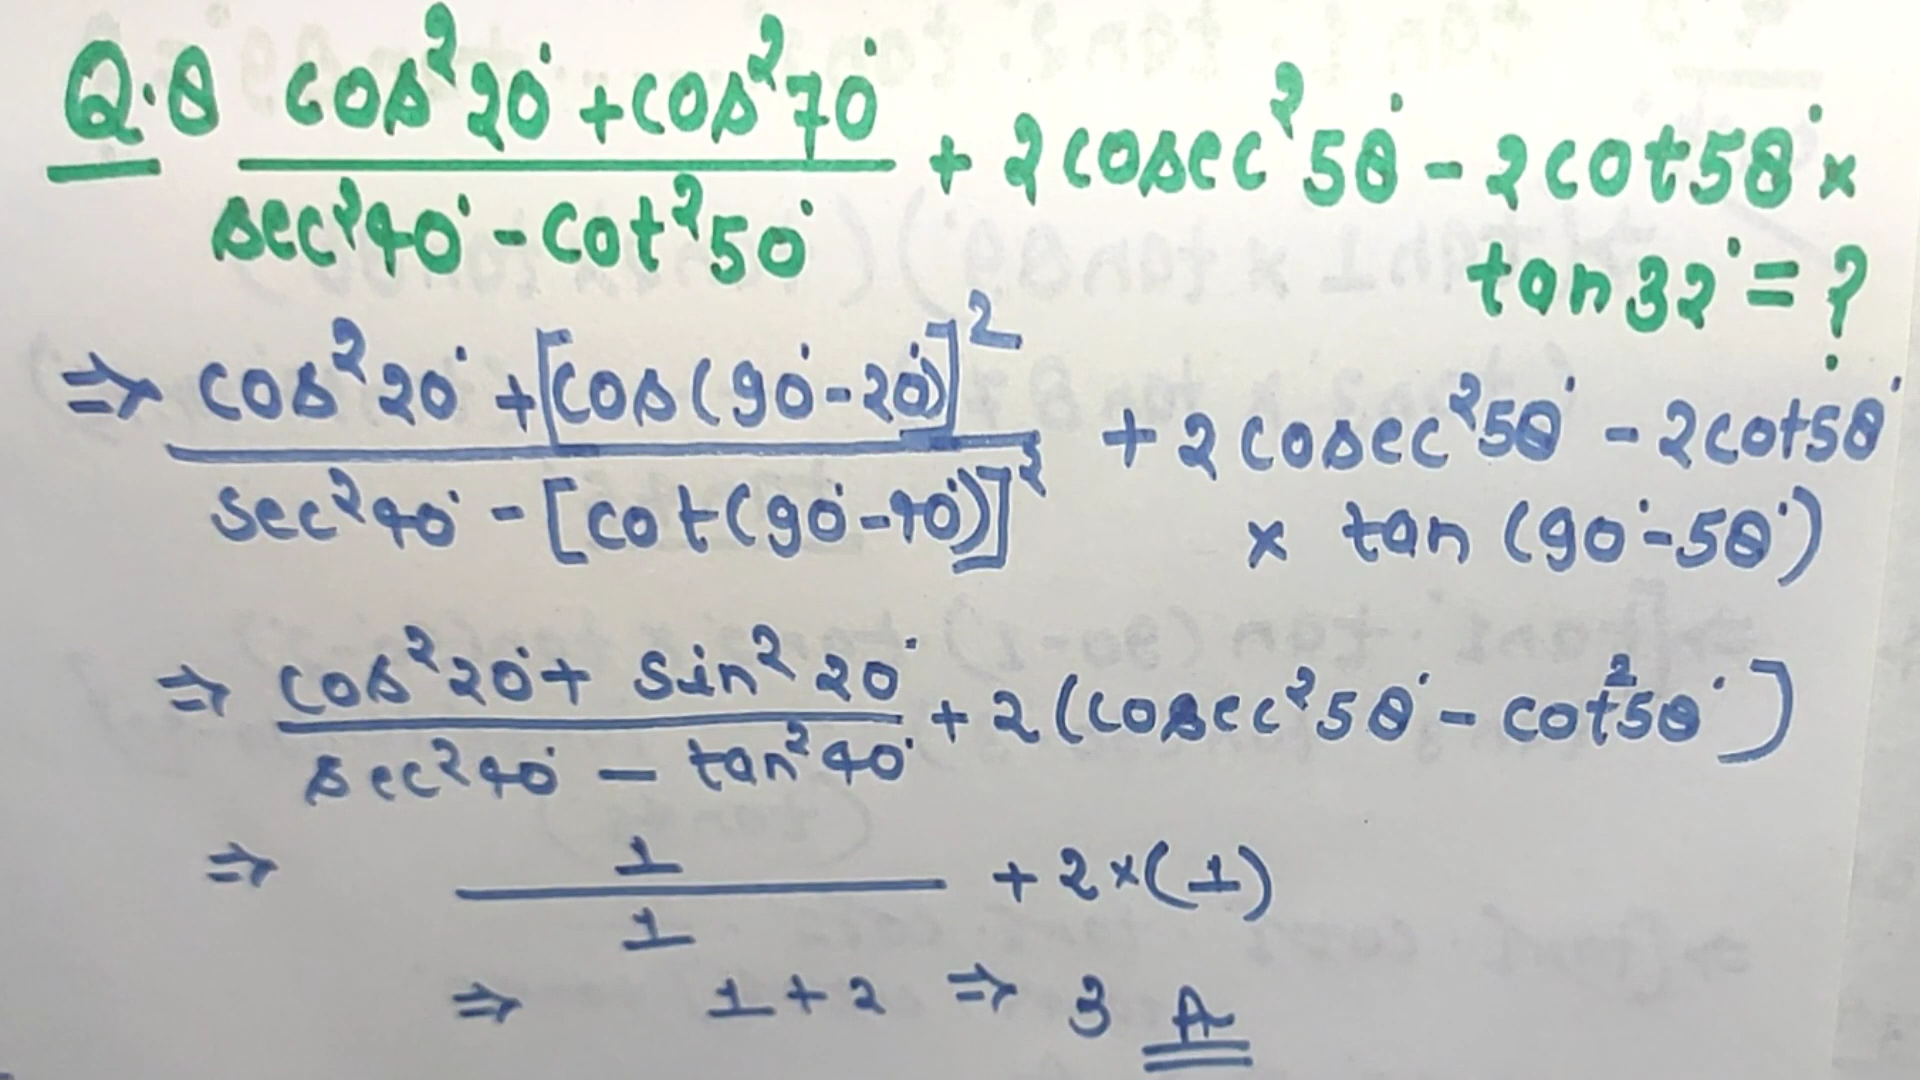 Q.8 cos²20° + cos²70° / sec²40° - cot²50° + 2cosec²58° - 2cot58° ×
tan32° = ?
⇒ cos²20° + [cos(90°-20°)]² / sec²40° - [cot(90°-40°)]² + 2cosec²58° - 2cot58°
× tan (90°-58°)
⇒ cos²20° + sin²20° / sec²40° - tan²40° + 2(cosec²58° - cot²58°)
⇒ 1 / 1 + 2×(1)
⇒ 1+2 ⇒ 3 A